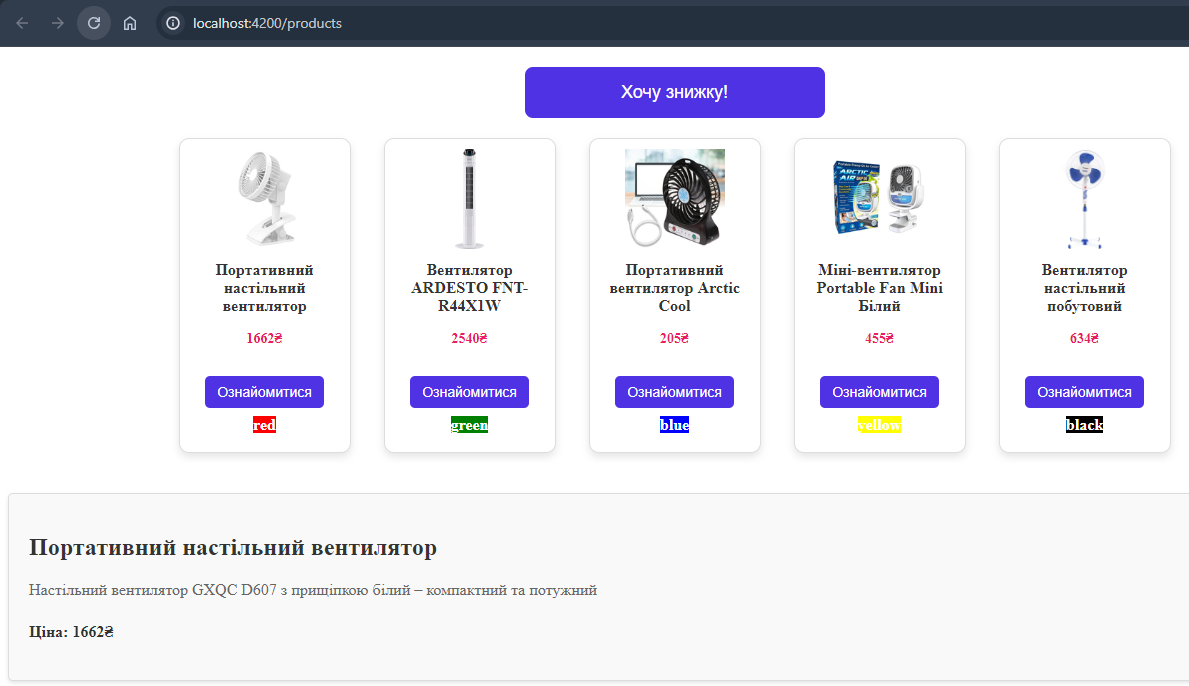 localhost:4200/products
Хочу знижку!
Портативний
настільний
вентилятор
1662₴
Ознайомитися
red
Вентилятор
ARDESTO FNT-
R44X1W
2540₴
Ознайомитися
green
Портативний
вентилятор Arctic
Cool
205₴
Ознайомитися
blue
ARCTIC
AIR
Міні-вентилятор
Portable Fan Mini
Білий
455₴
Ознайомитися
yellow
Вентилятор
настільний
побутовий
634₴
Ознайомитися
black
Портативний настільний вентилятор
Настільний вентилятор GXQC D607 з прищіпкою білий – компактний та потужний
Ціна: 1662₴